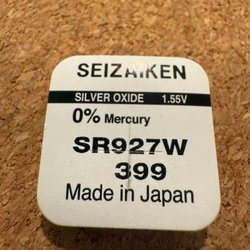 SEIZAIKEN
SILVER OXIDE 1.55V
0% Mercury
SR927W
399
Made in Japan